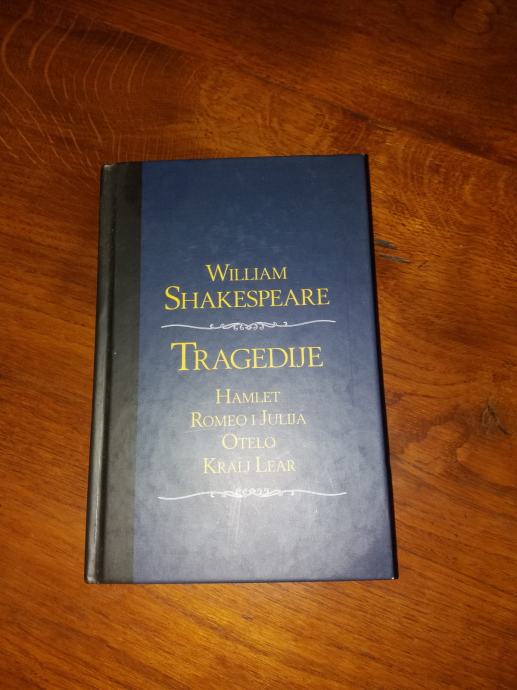 WILLIAM
SHAKESPEARE
TRAGEDIJE
HAMLET
ROMEO I JULIJA
OTELO
KRALJ LEAR